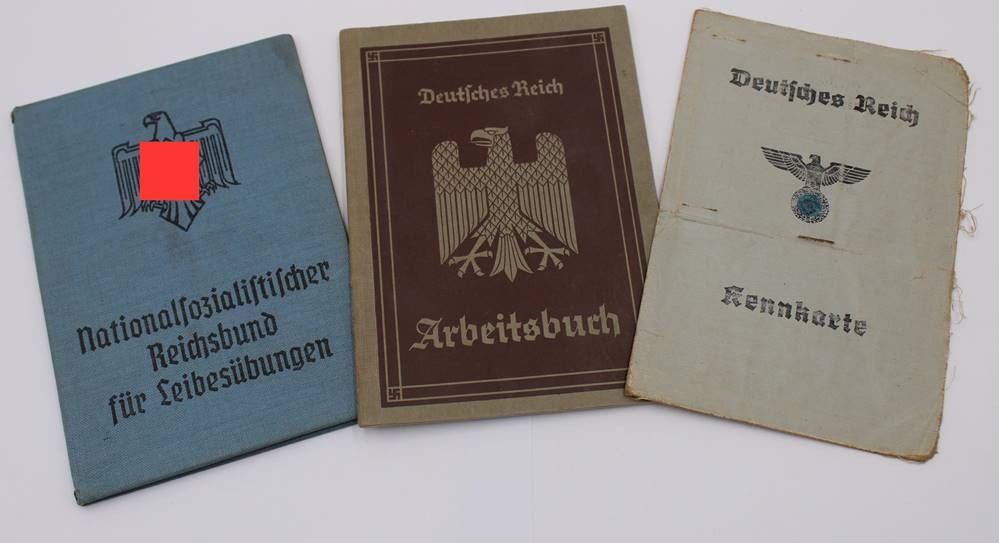 Nationalsozialistischer
Reichsbund
für Leibesübungen
Deutsches Reich
Arbeitsbuch
Deutsches Reich
Kennkarte